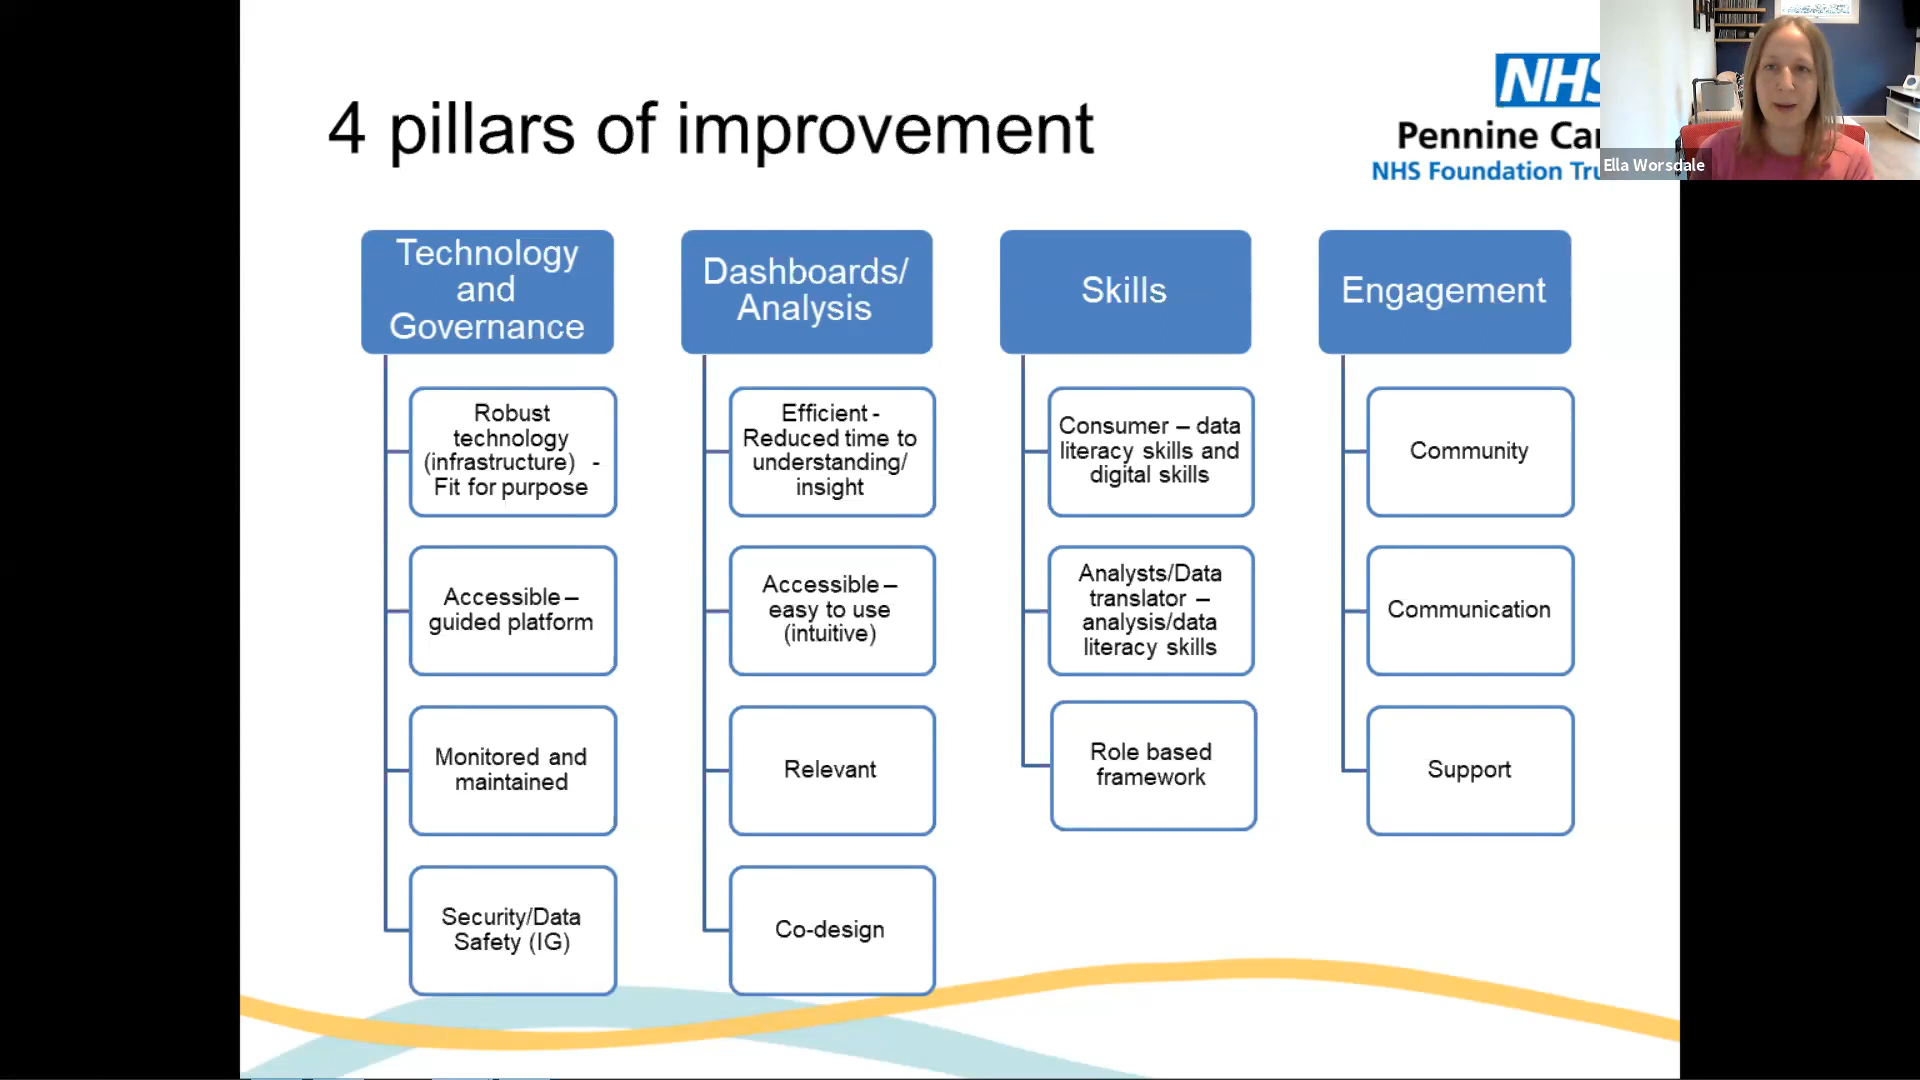 4 pillars of improvement
NHS
Pennine Car
NHS Foundation Tru
Ella Worsdale
Technology
and
Governance
Robust
technology
(infrastructure) -
Fit for purpose
Accessible –
guided platform
Monitored and
maintained
Security/Data
Safety (IG)
Dashboards/
Analysis
Efficient -
Reduced time to
understanding/
insight
Accessible –
easy to use
(intuitive)
Relevant
Co-design
Skills
Consumer – data
literacy skills and
digital skills
Analysts/Data
translator –
analysis/data
literacy skills
Role based
framework
Engagement
Community
Communication
Support